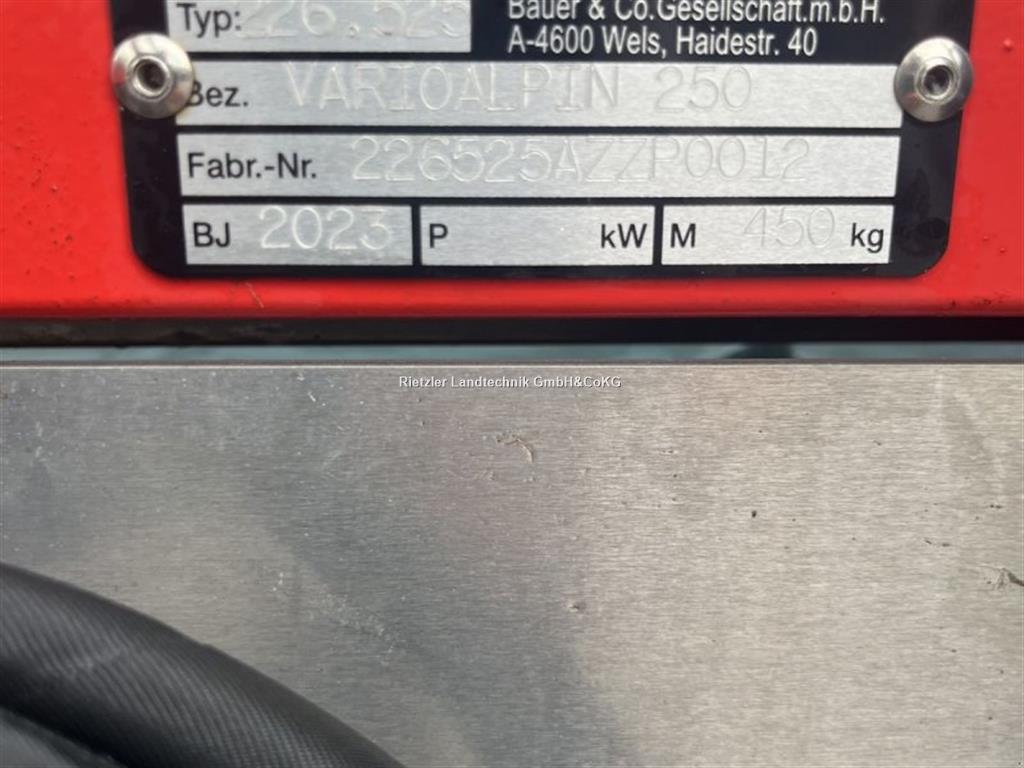 Typ: 226.525
Bauer & Co.Gesellschaft.m.b.H.
A-4600 Wels, Haidestr. 40
Bez. VARIOALPIN 250
Fabr.-Nr. 226525AZZP0012
BJ 2023 P kW M 450 kg
Rietzler Landtechnik GmbH&CoKG